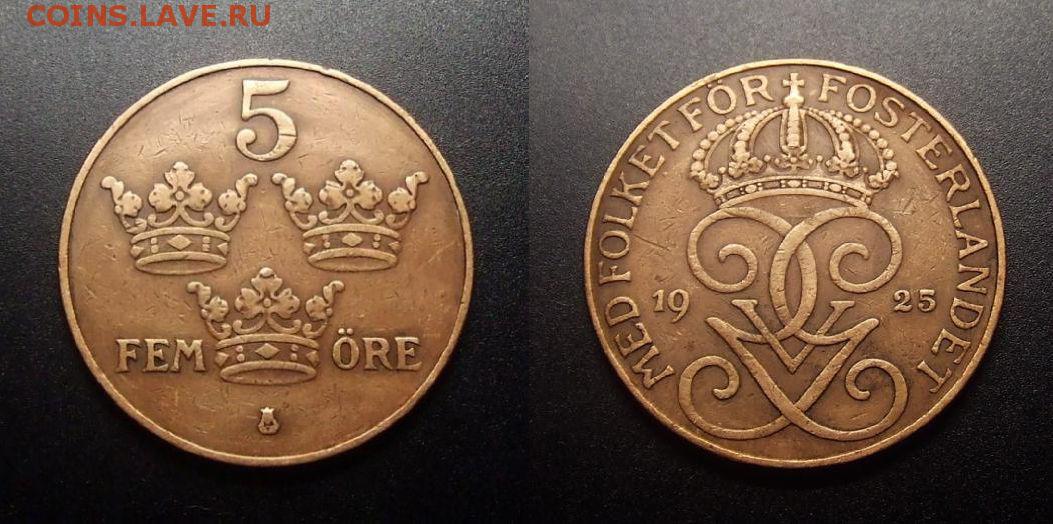 COINS.LAVE.RU
5
FEM ÖRE
MED FOLKET FÖR FOSTERLANDET
19 25